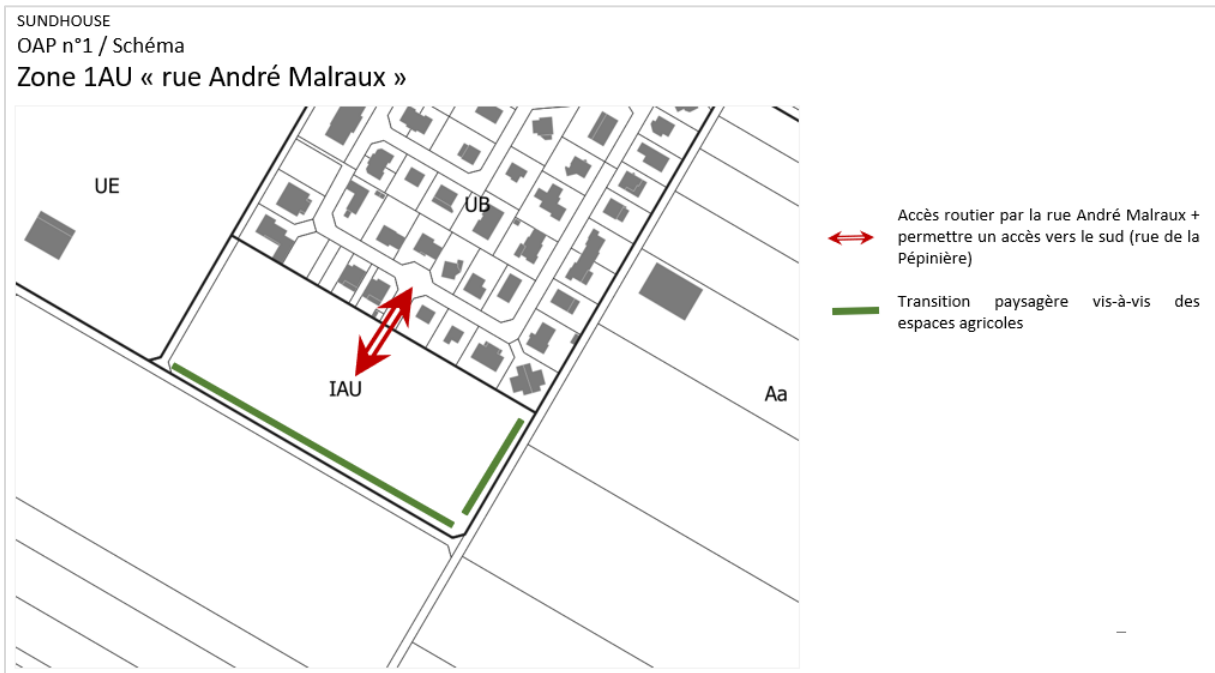 SUNDHOUSE
OAP n°1 / Schéma
Zone 1AU « rue André Malraux »
UE
UB
IAU
Aa
Accès routier par la rue André Malraux +
permettre un accès vers le sud (rue de la
Pépinière)
Transition paysagère vis-à-vis des
espaces agricoles